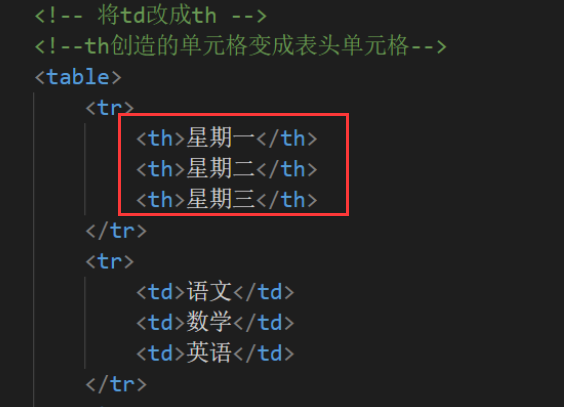 <!-- 将td改成th -->
<!--th创造的单元格变成表头单元格-->
<table>
<tr>
<th>星期一</th>
<th>星期二</th>
<th>星期三</th>
</tr>
<tr>
<td>语文</td>
<td>数学</td>
<td>英语</td>
</tr>